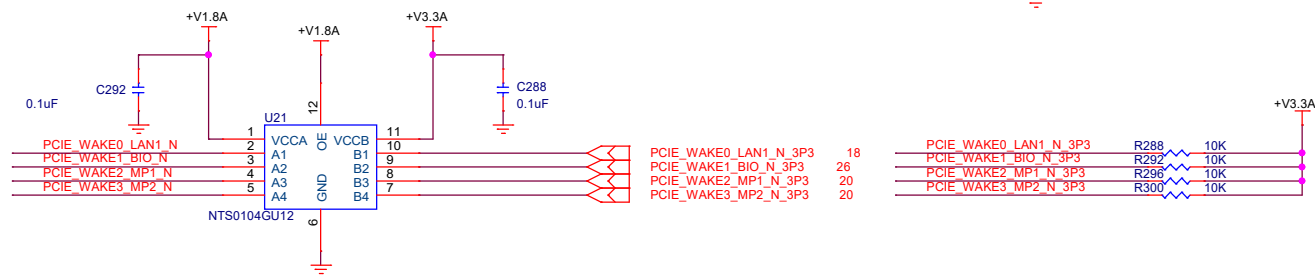 +V1.8A
+V1.8A
+V3.3A
C292
0.1uF
C288
0.1uF
+V3.3A
U21
12
1
VCCA
OE
VCCB
11
PCIE_WAKE0_LAN1_N
2
A1
B1
10
PCIE_WAKE0_LAN1_N_3P3
18
PCIE_WAKE0_LAN1_N_3P3
R288
10K
PCIE_WAKE1_BIO_N
3
A2
B2
9
PCIE_WAKE1_BIO_N_3P3
26
PCIE_WAKE1_BIO_N_3P3
R292
10K
PCIE_WAKE2_MP1_N
4
A3
B3
8
PCIE_WAKE2_MP1_N_3P3
20
PCIE_WAKE2_MP1_N_3P3
R296
10K
PCIE_WAKE3_MP2_N
5
A4
B4
7
PCIE_WAKE3_MP2_N_3P3
20
PCIE_WAKE3_MP2_N_3P3
R300
10K
GND
6
NTS0104GU12